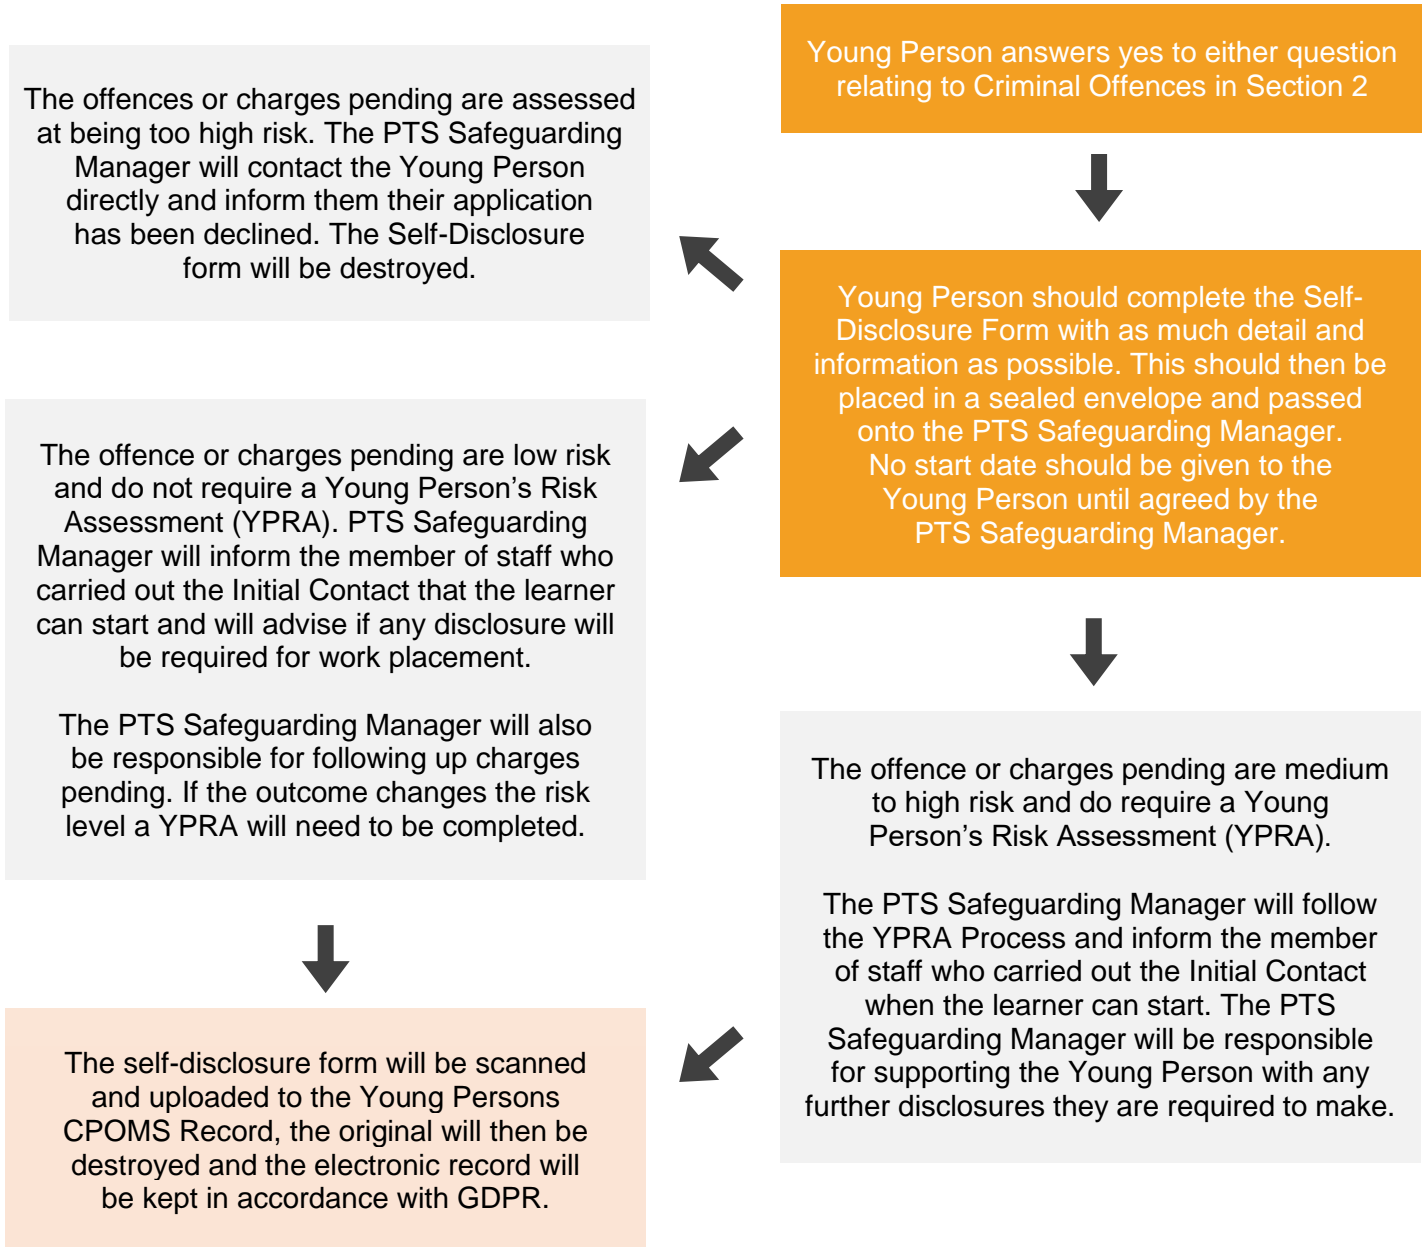 Young Person answers yes to either question
relating to Criminal Offences in Section 2
Young Person should complete the Self-
Disclosure Form with as much detail and
information as possible. This should then be
placed in a sealed envelope and passed
onto the PTS Safeguarding Manager.
No start date should be given to the
Young Person until agreed by the
PTS Safeguarding Manager.
The offences or charges pending are assessed
at being too high risk. The PTS Safeguarding
Manager will contact the Young Person
directly and inform them their application
has been declined. The Self-Disclosure
form will be destroyed.
The offence or charges pending are low risk
and do not require a Young Person’s Risk
Assessment (YPRA). PTS Safeguarding
Manager will inform the member of staff who
carried out the Initial Contact that the learner
can start and will advise if any disclosure will
be required for work placement.
The PTS Safeguarding Manager will also
be responsible for following up charges
pending. If the outcome changes the risk
level a YPRA will need to be completed.
The offence or charges pending are medium
to high risk and do require a Young
Person’s Risk Assessment (YPRA).
The PTS Safeguarding Manager will follow
the YPRA Process and inform the member
of staff who carried out the Initial Contact
when the learner can start. The PTS
Safeguarding Manager will be responsible
for supporting the Young Person with any
further disclosures they are required to make.
The self-disclosure form will be scanned
and uploaded to the Young Persons
CPOMS Record, the original will then be
destroyed and the electronic record will
be kept in accordance with GDPR.